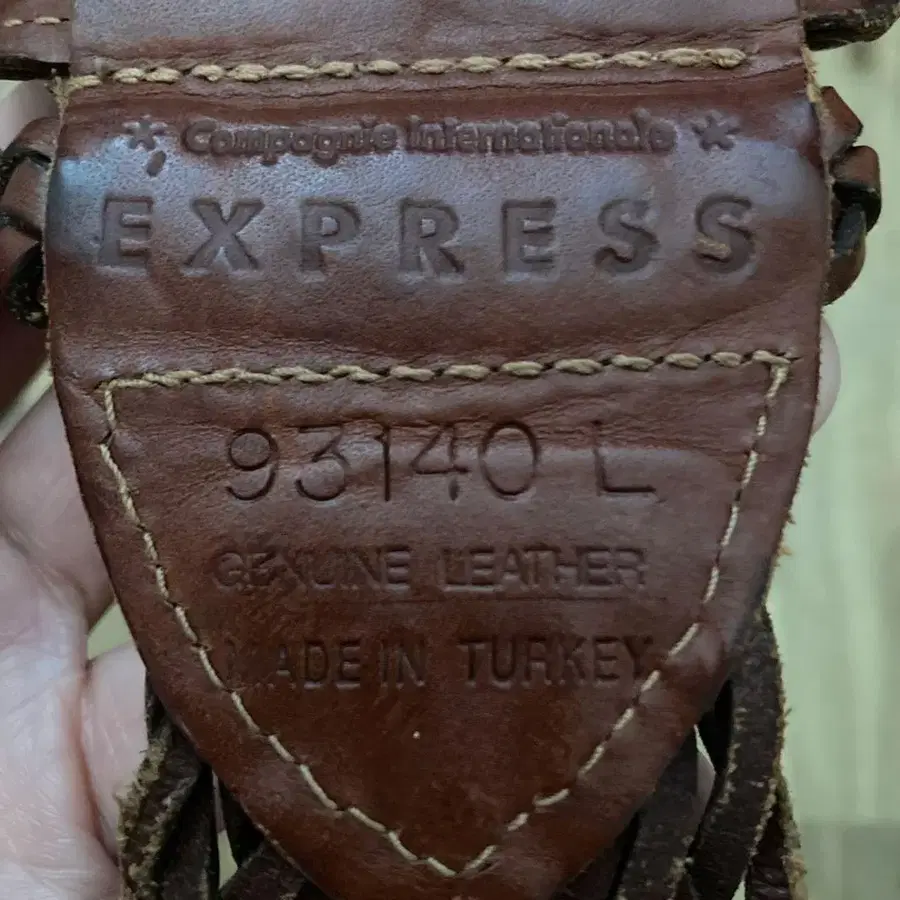 * Compagnie Internationale *
EXPRESS
93140 L
GENUINE LEATHER
MADE IN TURKEY